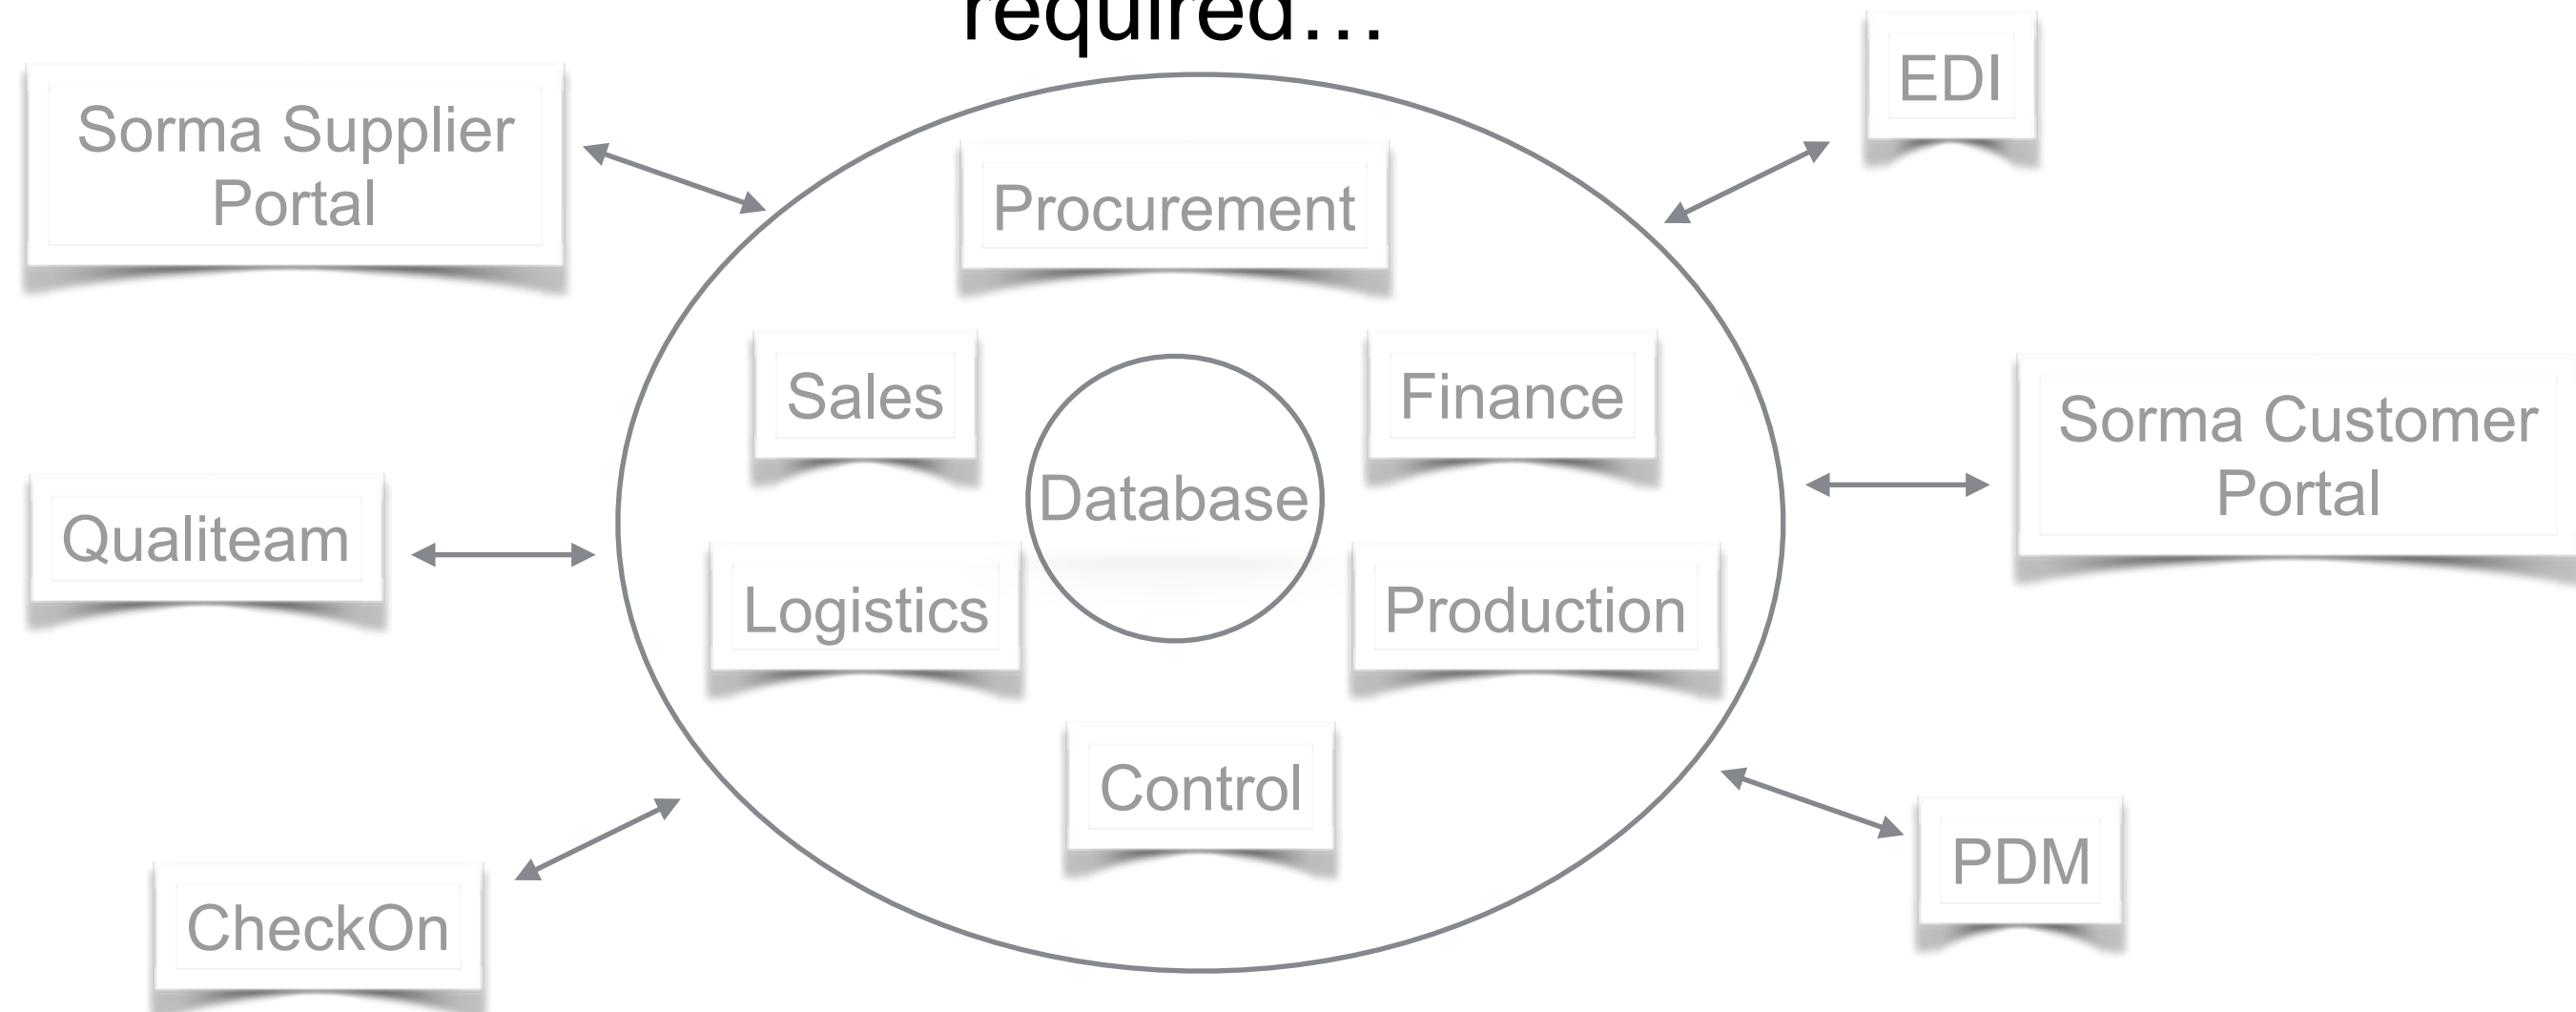 required…
EDI
Sorma Supplier
Portal
Procurement
Sales
Finance
Sorma Customer
Portal
Database
Qualiteam
Logistics
Production
Control
PDM
CheckOn